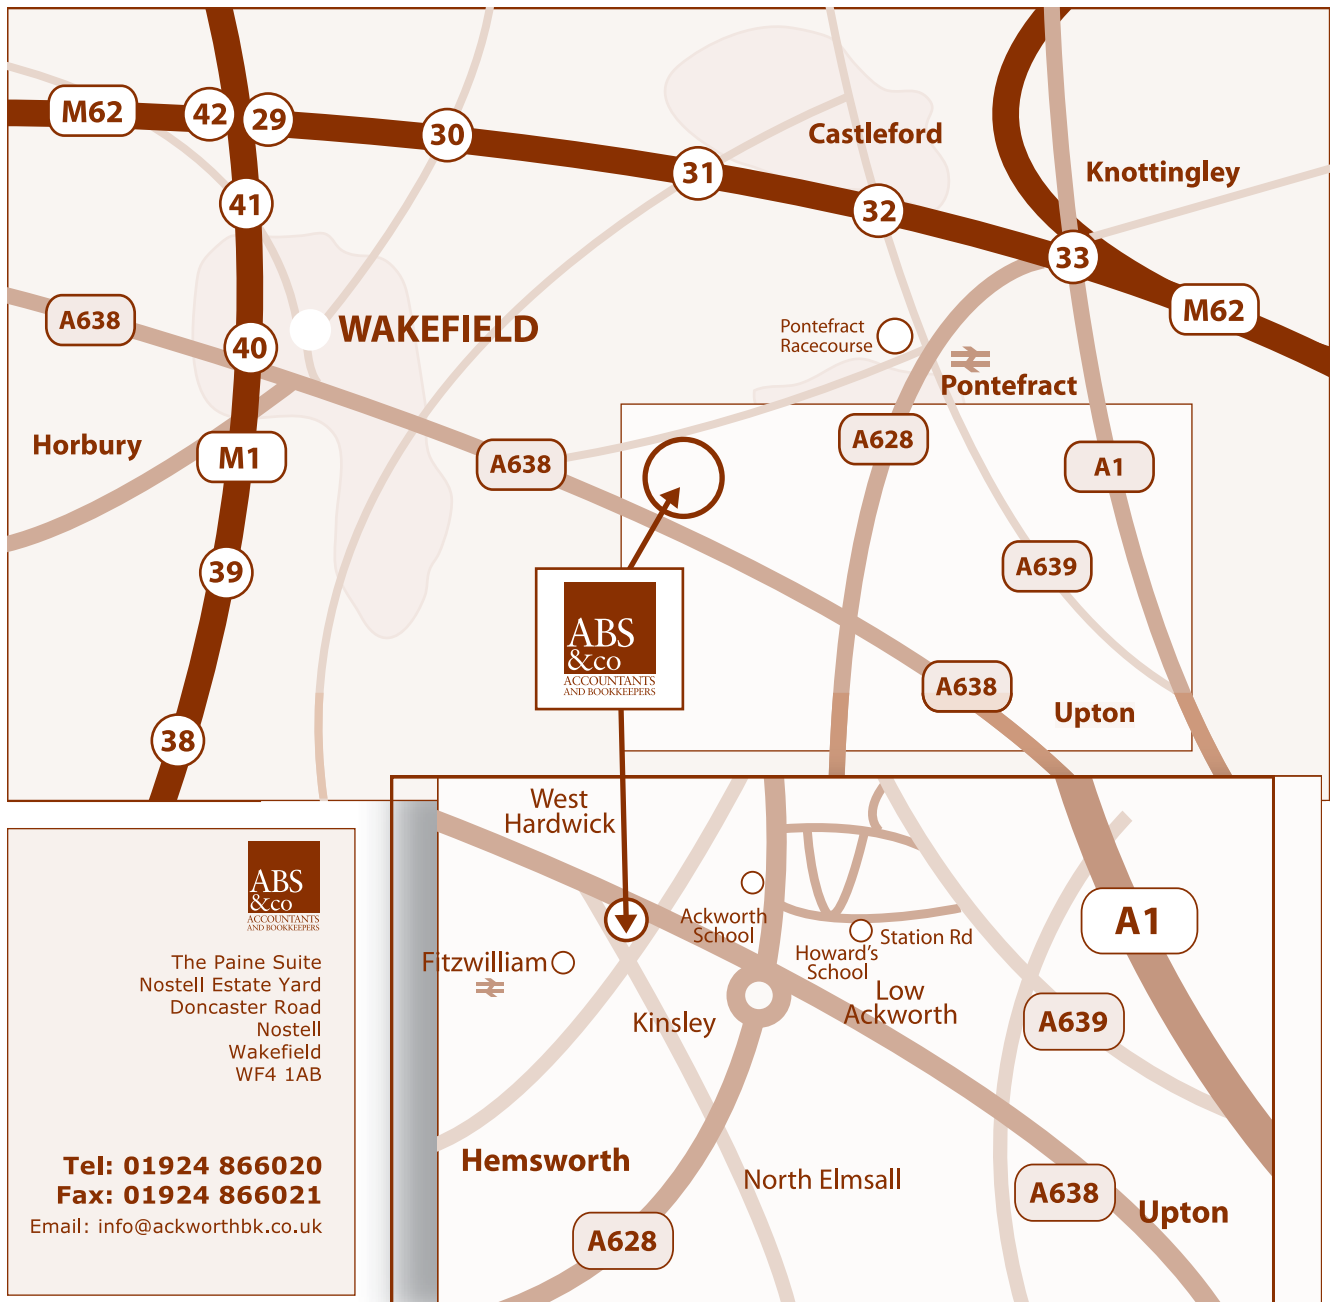 M62
42
29
30
31
32
33
41
40
39
38
Castleford
Knottingley
M62
A638
WAKEFIELD
Pontefract
Racecourse
Pontefract
Horbury
M1
A638
A628
A1
A639
A638
Upton
ABS
&co
ACCOUNTANTS
AND BOOKKEEPERS
West
Hardwick
Ackworth
School
Howard's
School
Station Rd
A1
Fitzwilliam
Kinsley
Low
Ackworth
A639
Hemsworth
North Elmsall
A638
Upton
A628
ABS
&co
ACCOUNTANTS
AND BOOKKEEPERS
The Paine Suite
Nostell Estate Yard
Doncaster Road
Nostell
Wakefield
WF4 1AB
Tel: 01924 866020
Fax: 01924 866021
Email: info@ackworthbk.co.uk